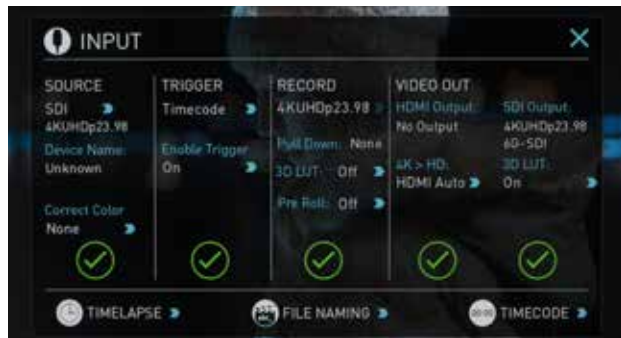 INPUT
SOURCE
SDI
4KUHDp23.98
Device Name:
Unknown
Correct Color
None
TRIGGER
Timecode
Enable Trigger
On
RECORD
4KUHDp23.98
Pull Down: None
3D LUT: Off
Pre Roll: Off
VIDEO OUT
HDMI Output:
No Output
4K > HD:
HDMI Auto
SDI Output:
4KUHDp23.98
6G-SDI
3D LUT:
On
TIMELAPSE
FILE NAMING
00:00 TIMECODE